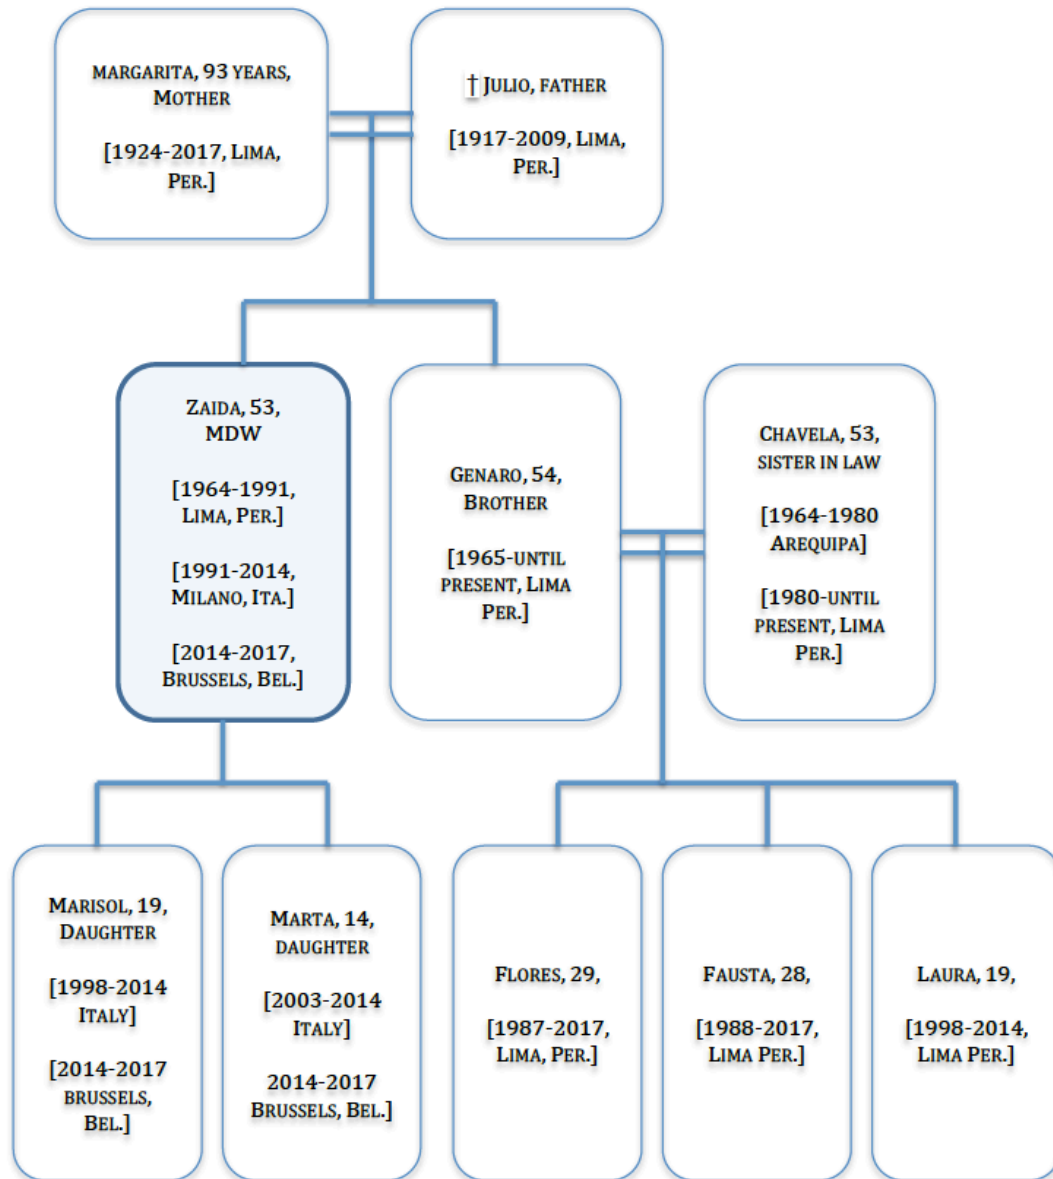 MARGARITA, 93 YEARS,
MOTHER
[1924-2017, LIMA,
PER.]
† JULIO, FATHER
[1917-2009, LIMA,
PER.]
ZAIDA, 53,
MDW
[1964-1991,
LIMA, PER.]
[1991-2014,
MILANO, ITA.]
[2014-2017,
BRUSSELS, BEL.]
GENARO, 54,
BROTHER
[1965-UNTIL
PRESENT, LIMA
PER.]
CHAVELA, 53,
SISTER IN LAW
[1964-1980
AREQUIPA]
[1980-UNTIL
PRESENT, LIMA
PER.]
MARISOL, 19,
DAUGHTER
[1998-2014
ITALY]
[2014-2017
BRUSSELS,
BEL.]
MARTA, 14,
DAUGHTER
[2003-2014
ITALY]
2014-2017
BRUSSELS, BEL.]
FLORES, 29,
[1987-2017,
LIMA, PER.]
FAUSTA, 28,
[1988-2017,
LIMA PER.]
LAURA, 19,
[1998-2014,
LIMA PER.]